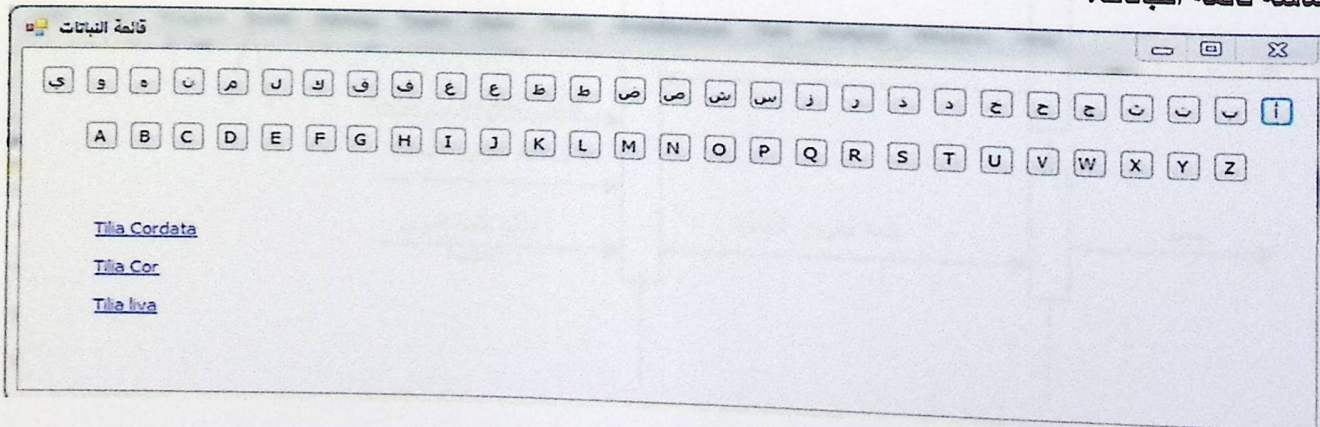 قائمة النباتات
أ ب ت ث ج ح خ د ذ ر ز س ش ص ض ط ظ ع غ ف ق ك ل م ن ه و ي
A B C D E F G H I J K L M N O P Q R S T U V W X Y Z
Tilia Cordata
Tilia Cor
Tilia liva